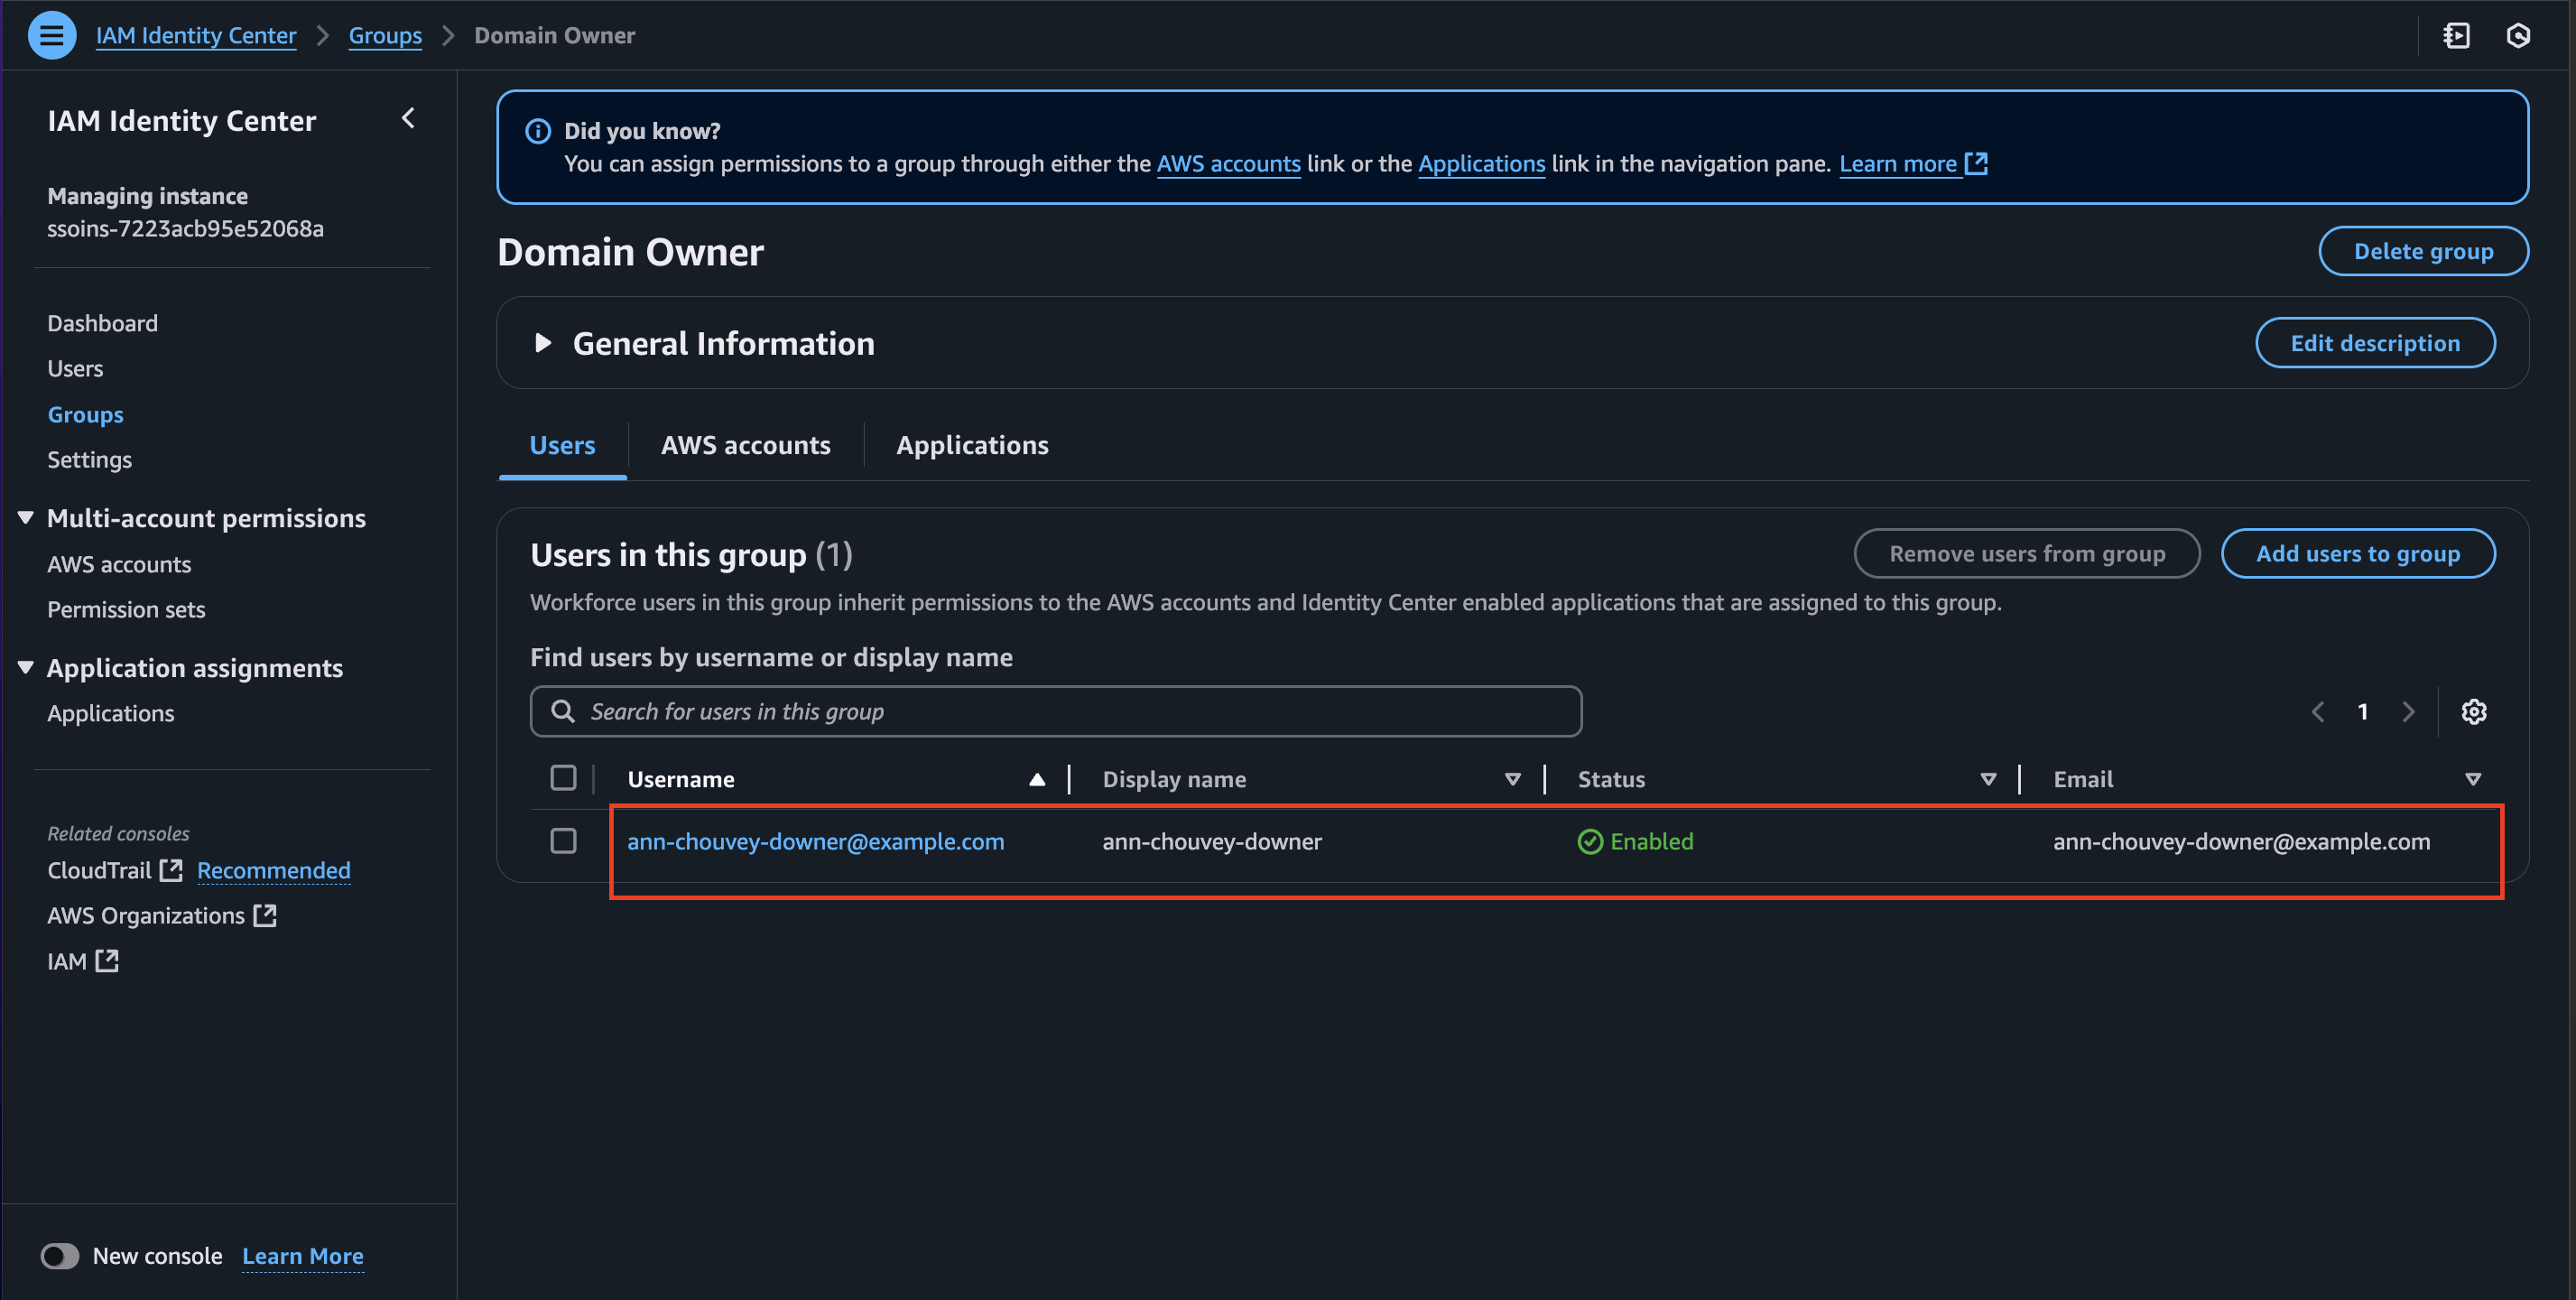 IAM Identity Center > Groups > Domain Owner
IAM Identity Center
Managing instance
ssoins-7223acb95e52068a
Dashboard
Users
Groups
Settings
Multi-account permissions
AWS accounts
Permission sets
Application assignments
Applications
Related consoles
CloudTrail Recommended
AWS Organizations
IAM
New console Learn More
Did you know?
You can assign permissions to a group through either the AWS accounts link or the Applications link in the navigation pane. Learn more
Domain Owner Delete group
General Information Edit description
Users AWS accounts Applications
Users in this group (1) Remove users from group Add users to group
Workforce users in this group inherit permissions to the AWS accounts and Identity Center enabled applications that are assigned to this group.
Find users by username or display name
Search for users in this group 1
Username Display name Status Email
ann-chouvey-downer@example.com ann-chouvey-downer Enabled ann-chouvey-downer@example.com